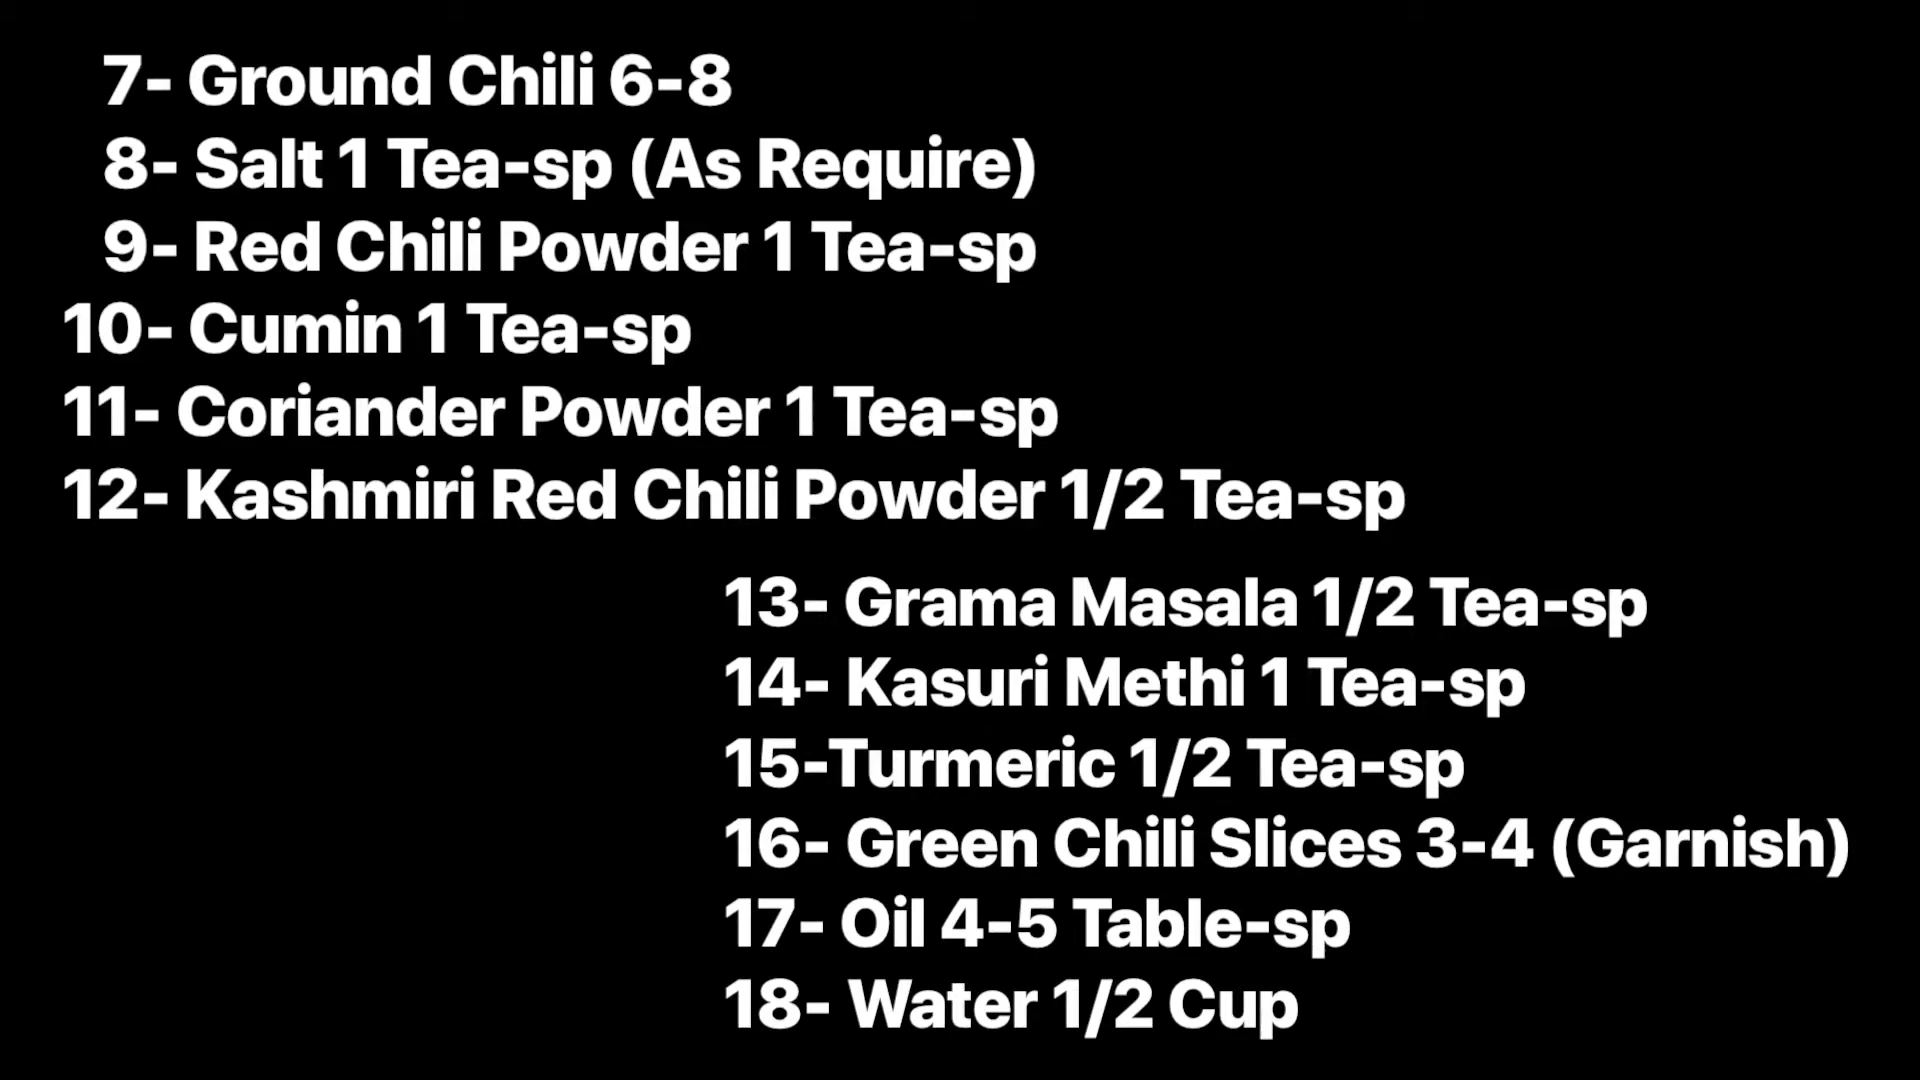 7- Ground Chili 6-8
8- Salt 1 Tea-sp (As Require)
9- Red Chili Powder 1 Tea-sp
10- Cumin 1 Tea-sp
11- Coriander Powder 1 Tea-sp
12- Kashmiri Red Chili Powder 1/2 Tea-sp
13- Grama Masala 1/2 Tea-sp
14- Kasuri Methi 1 Tea-sp
15-Turmeric 1/2 Tea-sp
16- Green Chili Slices 3-4 (Garnish)
17- Oil 4-5 Table-sp
18- Water 1/2 Cup